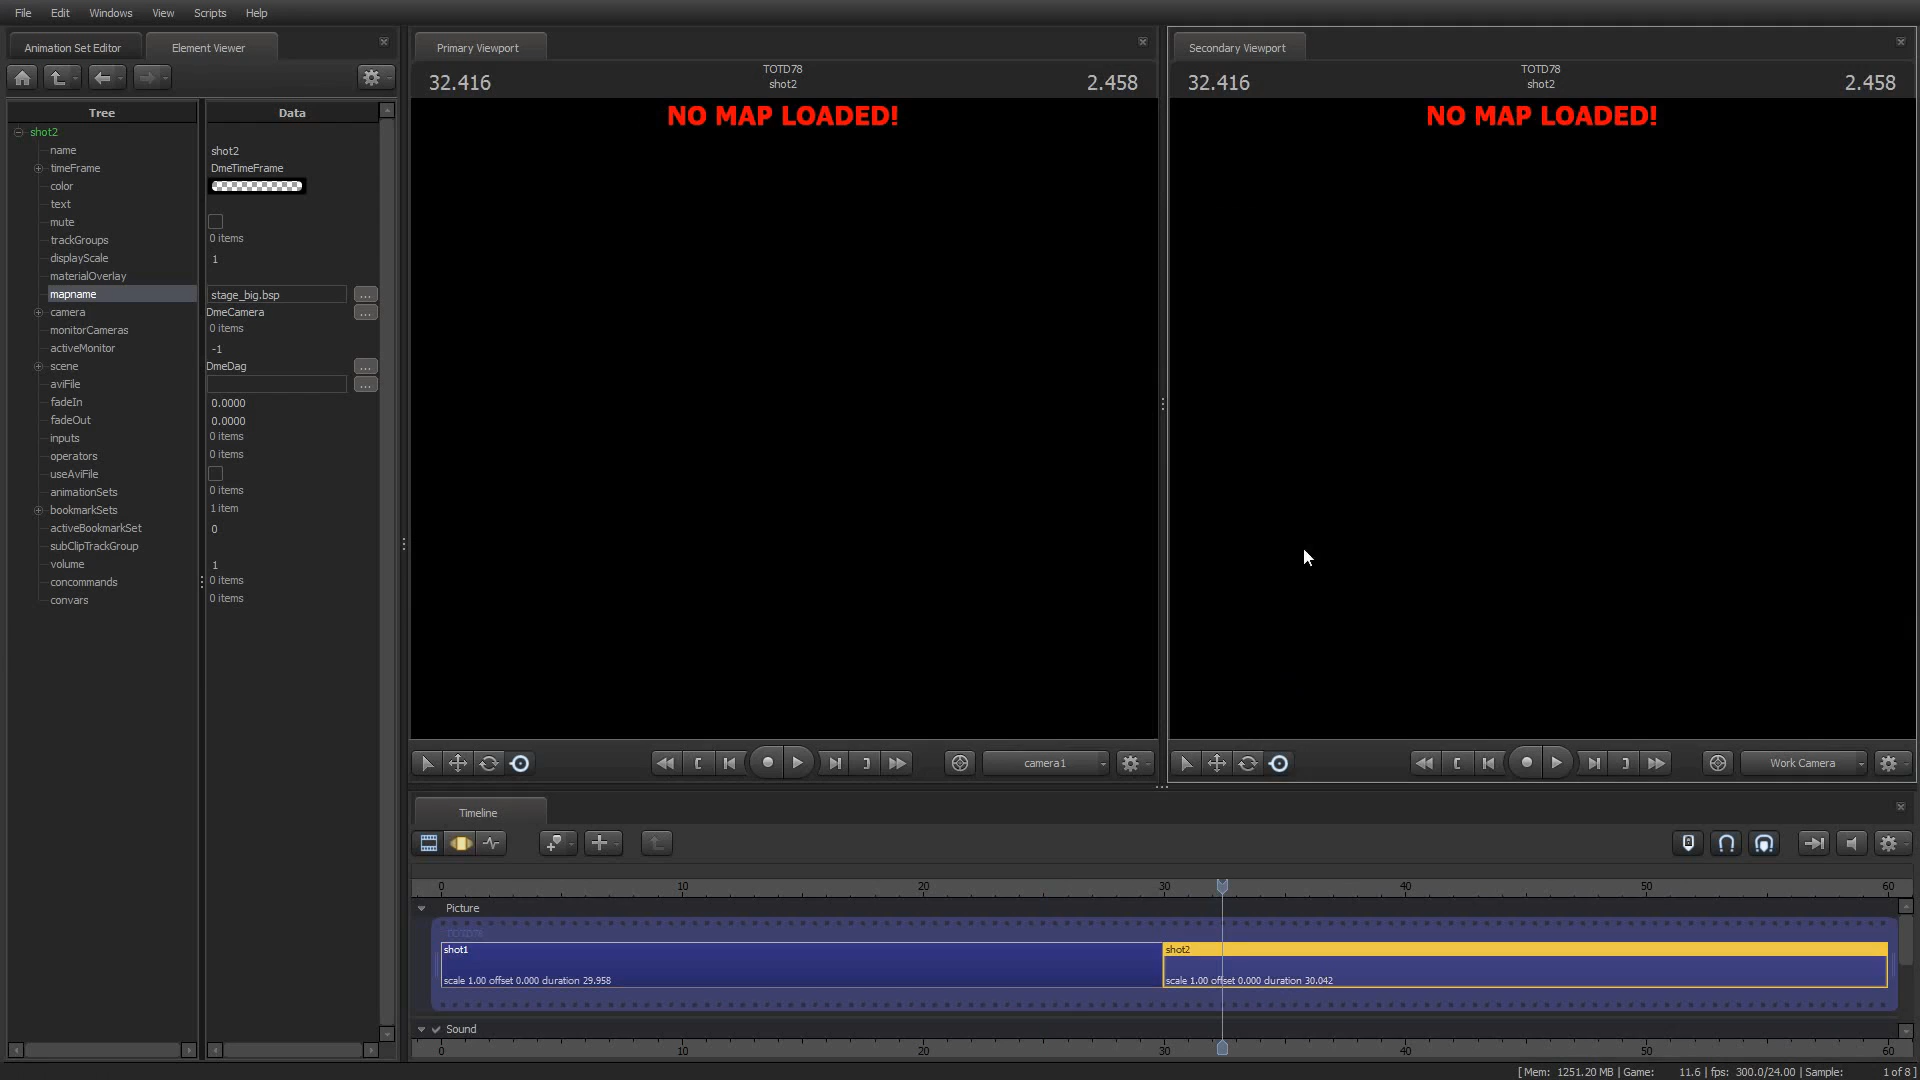 File Edit Windows View Scripts Help
Animation Set Editor Element Viewer
Tree Data
shot2
name shot2
timeFrame DmeTimeFrame
color
text
mute
trackGroups 0 items
displayScale 1
materialOverlay
mapname stage_big.bsp ...
camera DmeCamera ...
monitorCameras 0 items
activeMonitor -1
scene DmeDag ...
aviFile ...
fadeIn 0.0000
fadeOut 0.0000
inputs 0 items
operators 0 items
useAviFile
animationSets 0 items
bookmarkSets 1 item
activeBookmarkSet 0
subClipTrackGroup
volume 1
concommands 0 items
convars 0 items
Primary Viewport
32.416 TOTD78 2.458
shot2
NO MAP LOADED!
camera1
Secondary Viewport
32.416 TOTD78 2.458
shot2
NO MAP LOADED!
Work Camera
Timeline
0 10 20 30 40 50 60
Picture
TOTD78
shot1 shot2
scale 1.00 offset 0.000 duration 29.958 scale 1.00 offset 0.000 duration 30.042
Sound
0 10 20 30 40 50 60
[ Mem: 1251.20 MB | Game: 11.6 | fps: 300.0/24.00 | Sample: 1 of 8 ]